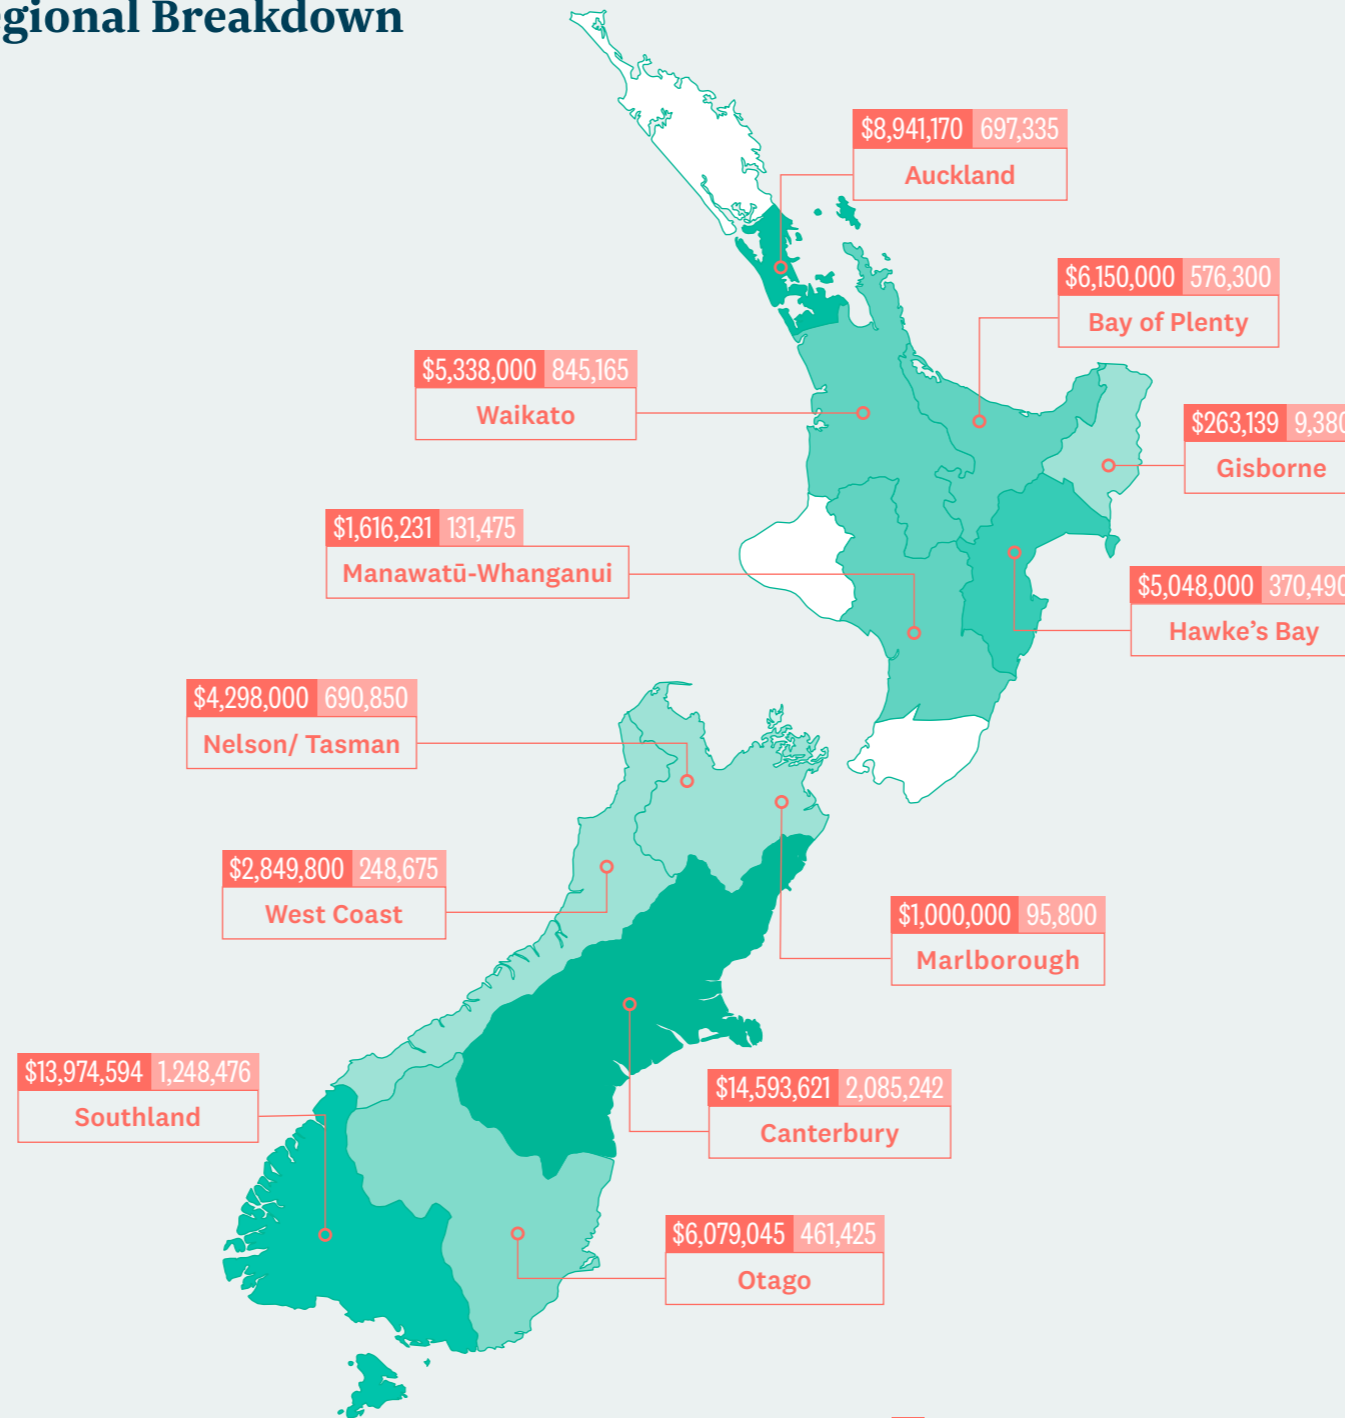 gional Breakdown
$8,941,170 697,335
Auckland
$6,150,000 576,300
Bay of Plenty
$5,338,000 845,165
Waikato
$263,139 9,380
Gisborne
$1,616,231 131,475
Manawatū-Whanganui
$5,048,000 370,490
Hawke’s Bay
$4,298,000 690,850
Nelson/ Tasman
$2,849,800 248,675
West Coast
$1,000,000 95,800
Marlborough
$13,974,594 1,248,476
Southland
$14,593,621 2,085,242
Canterbury
$6,079,045 461,425
Otago